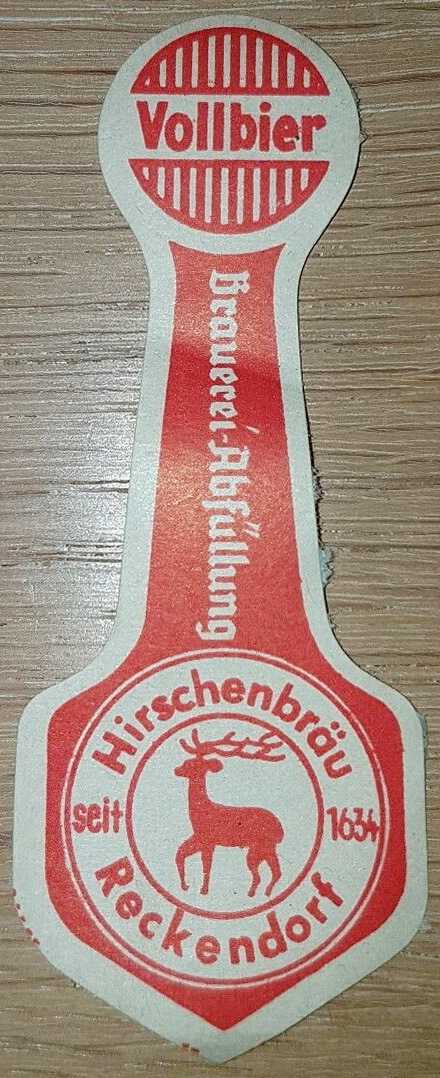 Vollbier
Brauerei-Abfüllung
Hirschenbräu
seit 1634
Reckendorf